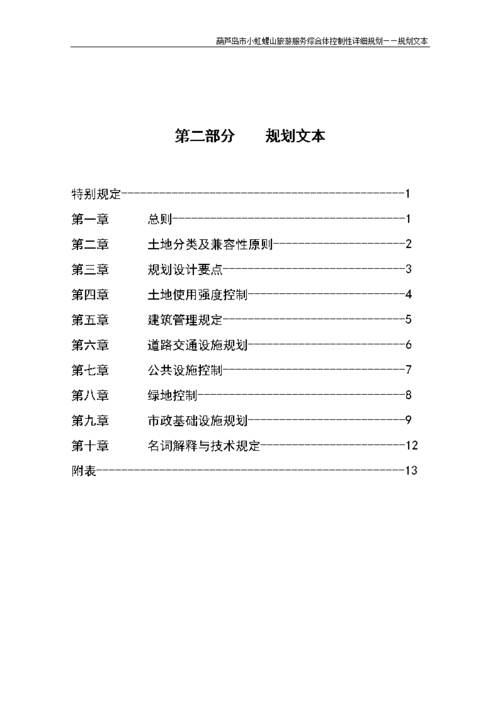 葫芦岛市小虹螺山旅游服务综合体控制性详细规划——规划文本
第二部分 规划文本
特别规定---------------------------------------------1
第一章 总则-------------------------------------1
第二章 土地分类及兼容性原则---------------------2
第三章 规划设计要点-----------------------------3
第四章 土地使用强度控制-------------------------4
第五章 建筑管理规定-----------------------------5
第六章 道路交通设施规划-------------------------6
第七章 公共设施控制-----------------------------7
第八章 绿地控制---------------------------------8
第九章 市政基础设施规划-------------------------9
第十章 名词解释与技术规定-----------------------12
附表-------------------------------------------------13